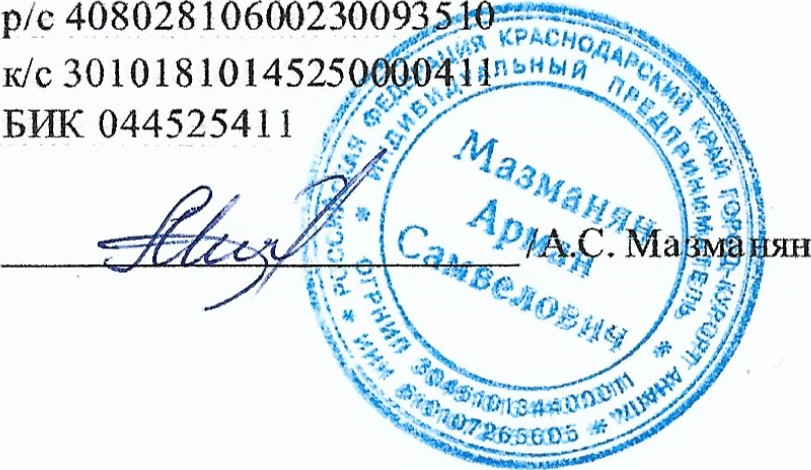 р/с 40802810600230093510
к/с 30101810145250000411
БИК 044525411
/А.С. Мазманян
Мазманян
Арман
Самвелович
* РОССИЙСКАЯ ФЕДЕРАЦИЯ КРАСНОДАРСКИЙ КРАЙ ГОРОД-КУРОРТ АНАПА *
* ИНДИВИДУАЛЬНЫЙ ПРЕДПРИНИМАТЕЛЬ *
ОГРНИП
ИНН